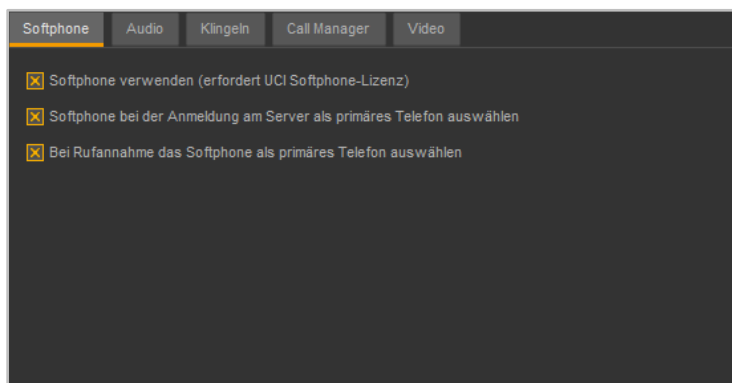 Softphone Audio Klingeln Call Manager Video
Softphone verwenden (erfordert UCI Softphone-Lizenz)
Softphone bei der Anmeldung am Server als primäres Telefon auswählen
Bei Rufannahme das Softphone als primäres Telefon auswählen